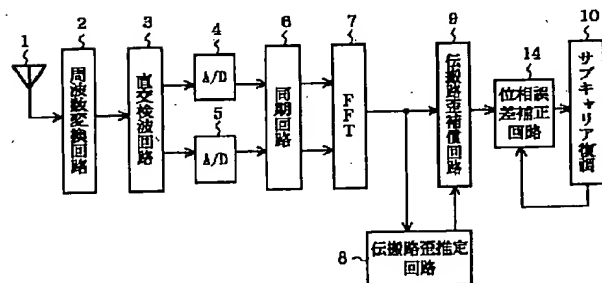 1
2
3
4
5
6
7
8
9
14
10
周波数変換回路
直交検波回路
A/D
A/D
同期回路
FFT
伝搬路歪補償回路
位相誤
差補正
回路
サブキャリア復調
伝搬路歪推定
回路